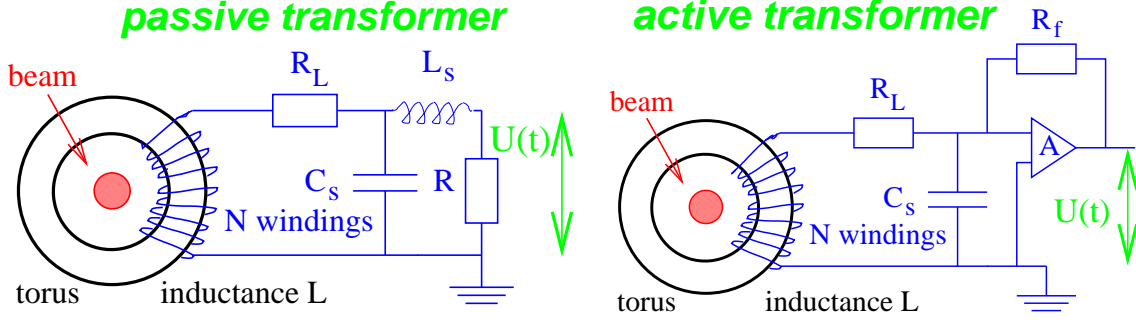 passive transformer
beam
R_L
L_s
U(t)
C_s
R
N windings
torus
inductance L
active transformer
R_f
beam
R_L
A
C_s
U(t)
N windings
torus
inductance L